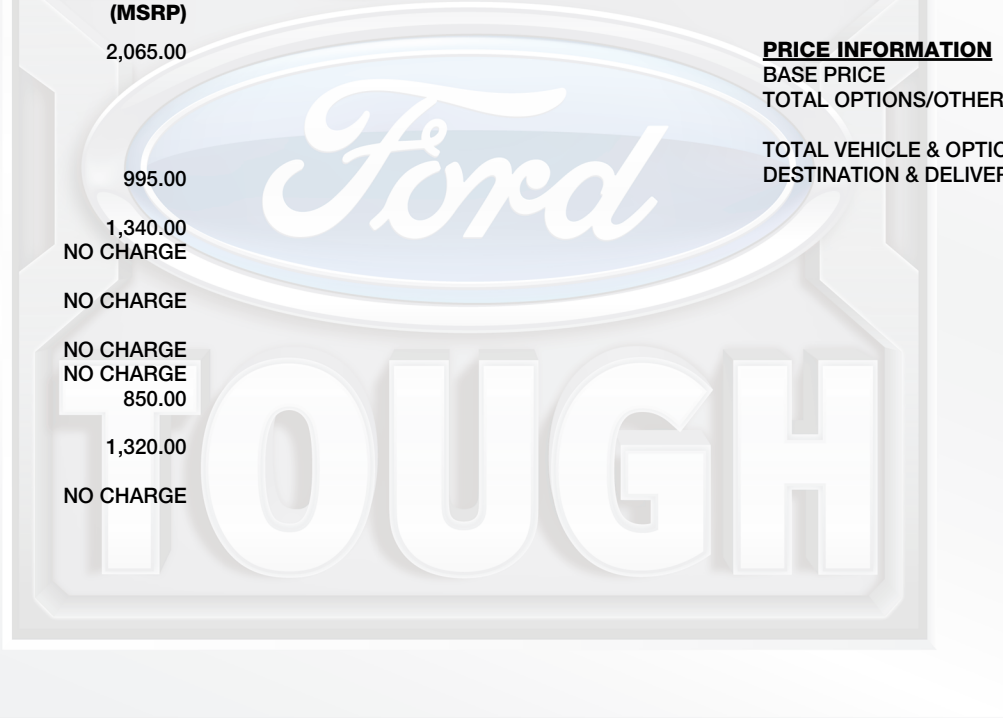 (MSRP)
2,065.00
995.00
1,340.00
NO CHARGE
NO CHARGE
NO CHARGE
NO CHARGE
850.00
1,320.00
NO CHARGE
PRICE INFORMATION
BASE PRICE
TOTAL OPTIONS/OTHER
TOTAL VEHICLE & OPTIO
DESTINATION & DELIVER
Ford
TOUGH